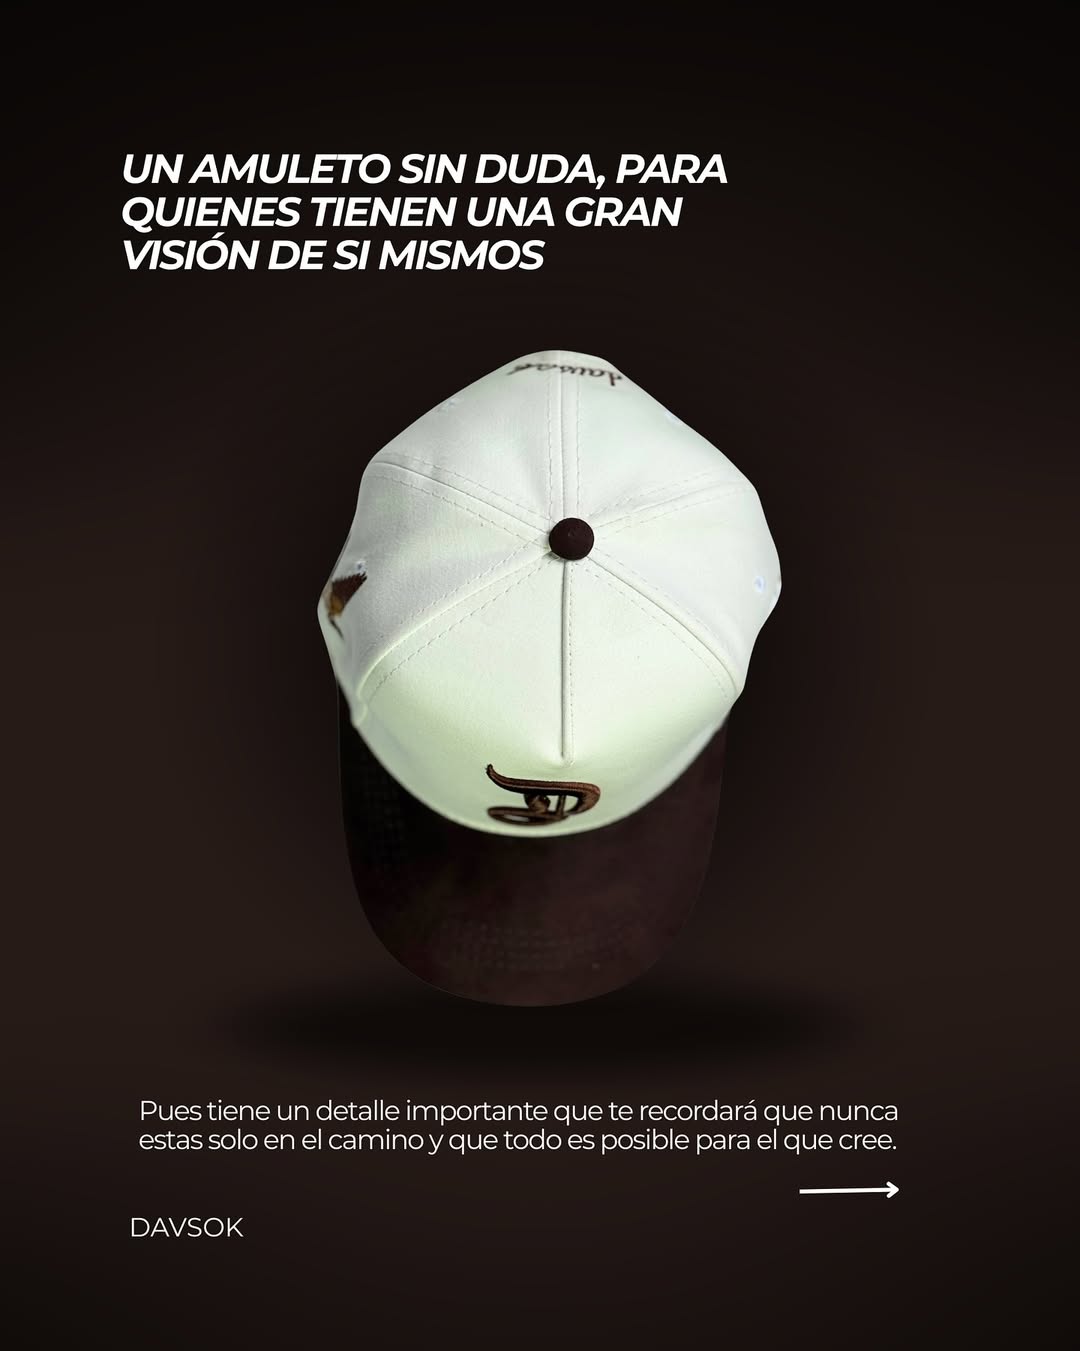 UN AMULETO SIN DUDA, PARA
QUIENES TIENEN UNA GRAN
VISIÓN DE SI MISMOS
davsok
Pues tiene un detalle importante que te recordará que nunca
estas solo en el camino y que todo es posible para el que cree.
DAVSOK